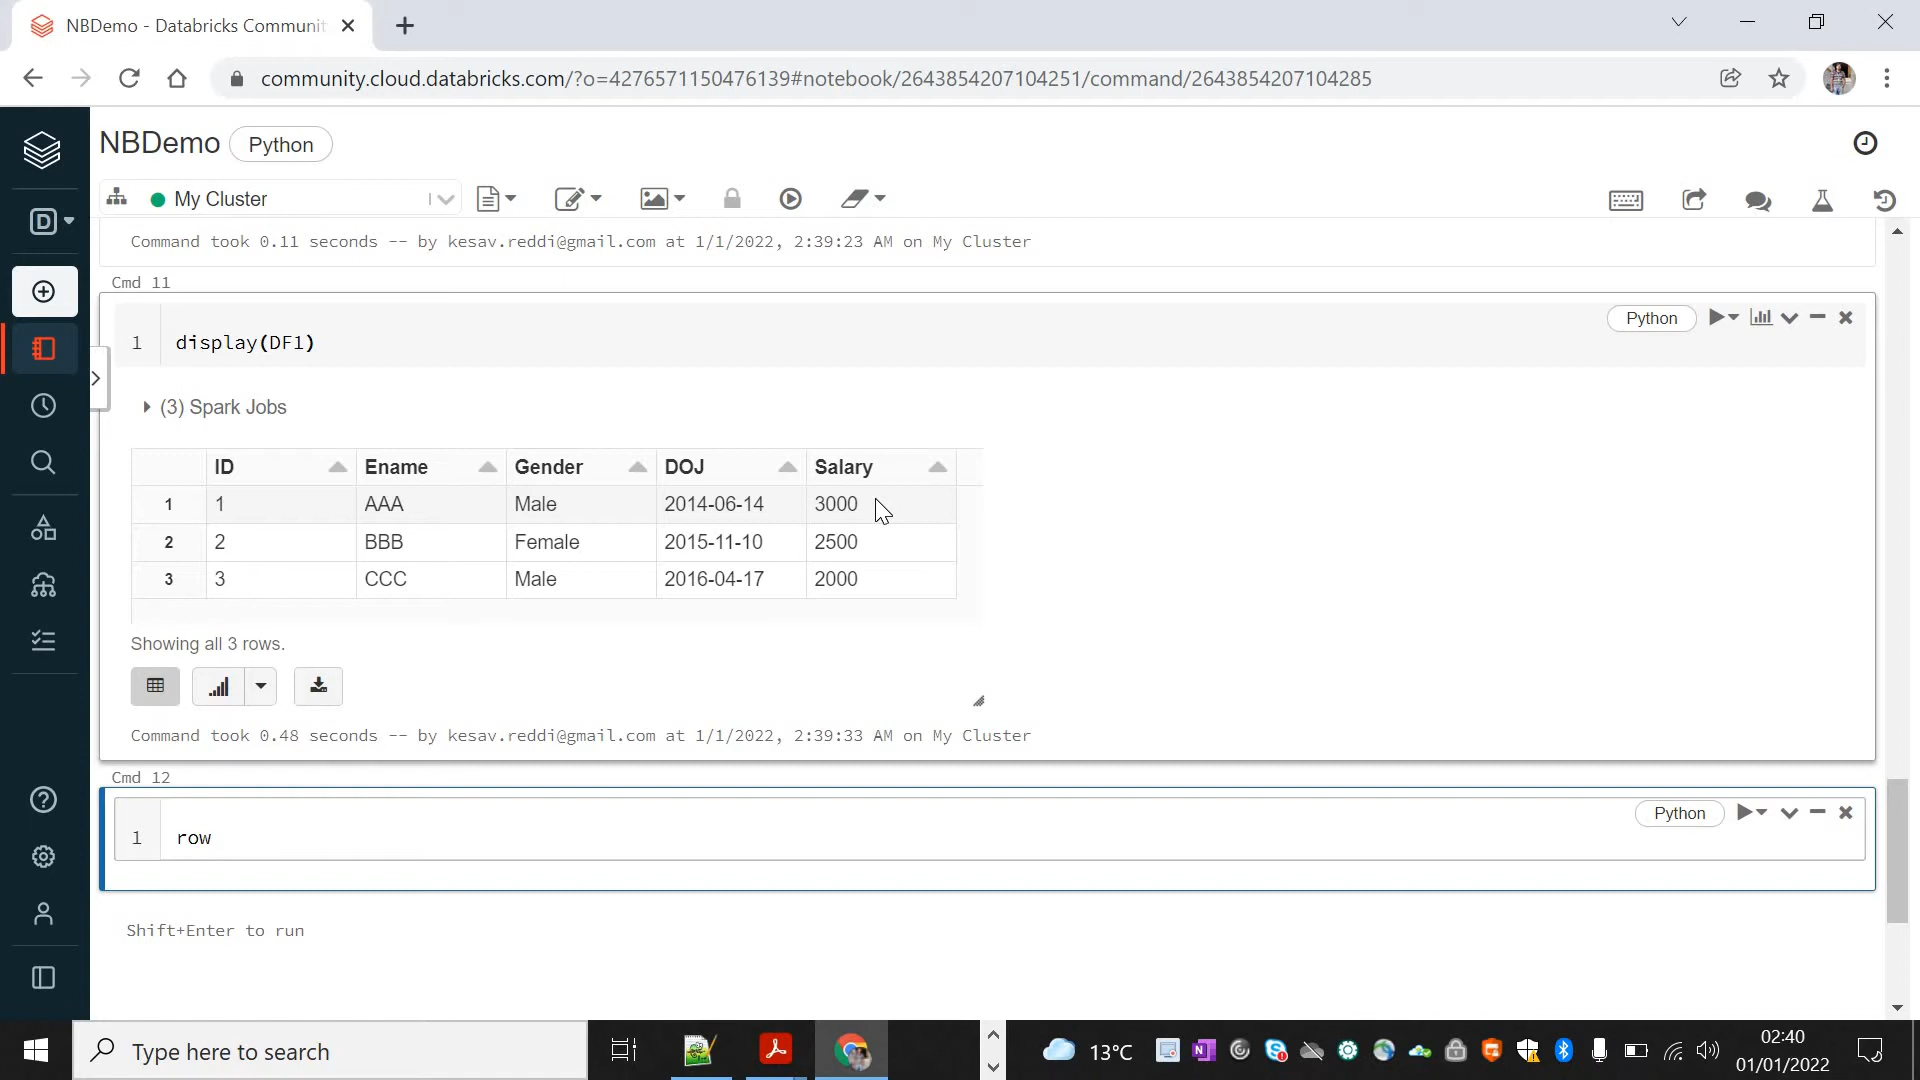 NBDemo - Databricks Communit
community.cloud.databricks.com/?o=4276571150476139#notebook/2643854207104251/command/2643854207104285
NBDemo Python
D My Cluster
Command took 0.11 seconds -- by kesav.reddi@gmail.com at 1/1/2022, 2:39:23 AM on My Cluster
Cmd 11
Python
1 display(DF1)
(3) Spark Jobs
ID Ename Gender DOJ Salary
1 1 AAA Male 2014-06-14 3000
2 2 BBB Female 2015-11-10 2500
3 3 CCC Male 2016-04-17 2000
Showing all 3 rows.
Command took 0.48 seconds -- by kesav.reddi@gmail.com at 1/1/2022, 2:39:33 AM on My Cluster
Cmd 12
Python
1 row
Shift+Enter to run
Type here to search
13°C
02:40
01/01/2022